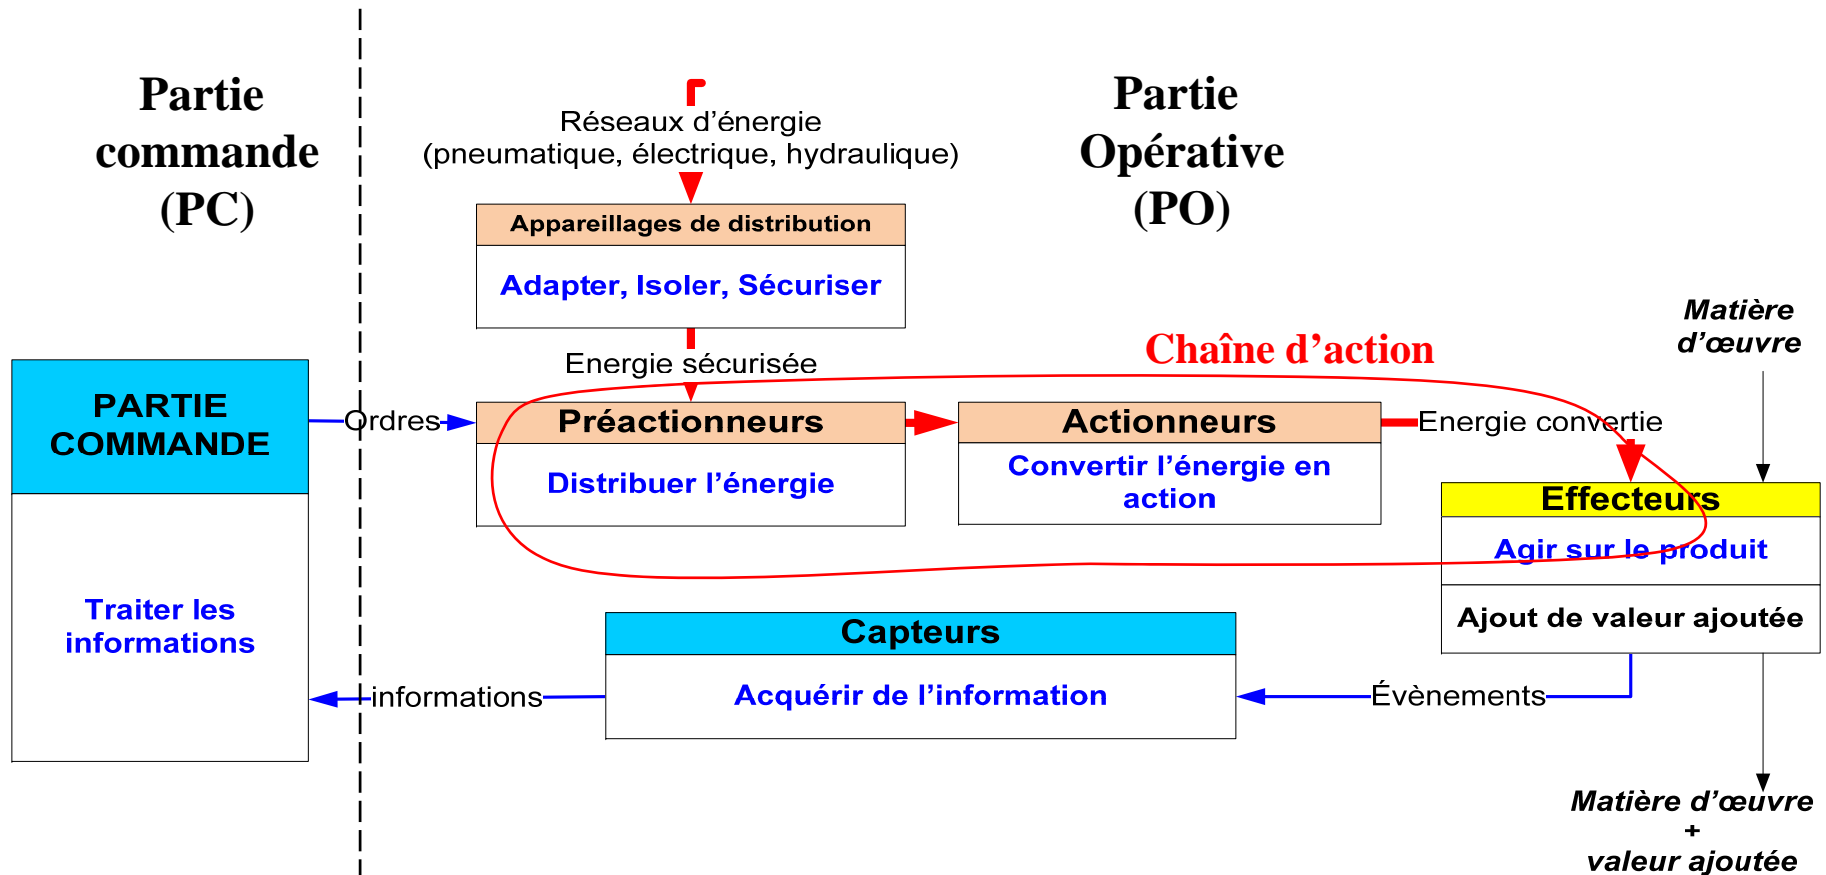 Partie
commande
(PC)
Partie
Opérative
(PO)
Réseaux d'énergie
(pneumatique, électrique, hydraulique)
Appareillages de distribution
Adapter, Isoler, Sécuriser
Energie sécurisée
Chaîne d'action
Matière
d'œuvre
PARTIE
COMMANDE
Traiter les
informations
Ordres
Préactionneurs
Distribuer l'énergie
Actionneurs
Convertir l'énergie en
action
Energie convertie
Effecteurs
Agir sur le produit
Ajout de valeur ajoutée
Capteurs
Acquérir de l'information
informations
Évènements
Matière d'œuvre
+
valeur ajoutée